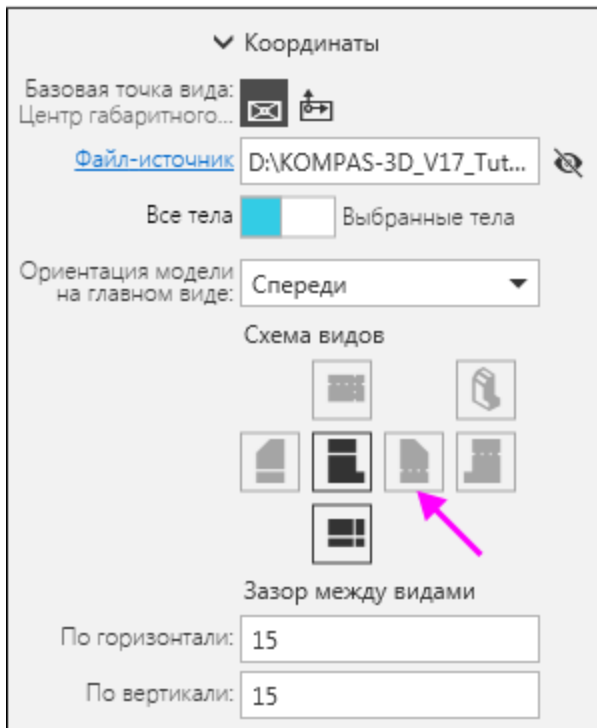 Координаты
Базовая точка вида:
Центр габаритного...
Файл-источник D:\KOMPAS-3D_V17_Tut...
Все тела Выбранные тела
Ориентация модели
на главном виде: Спереди
Схема видов
Зазор между видами
По горизонтали: 15
По вертикали: 15